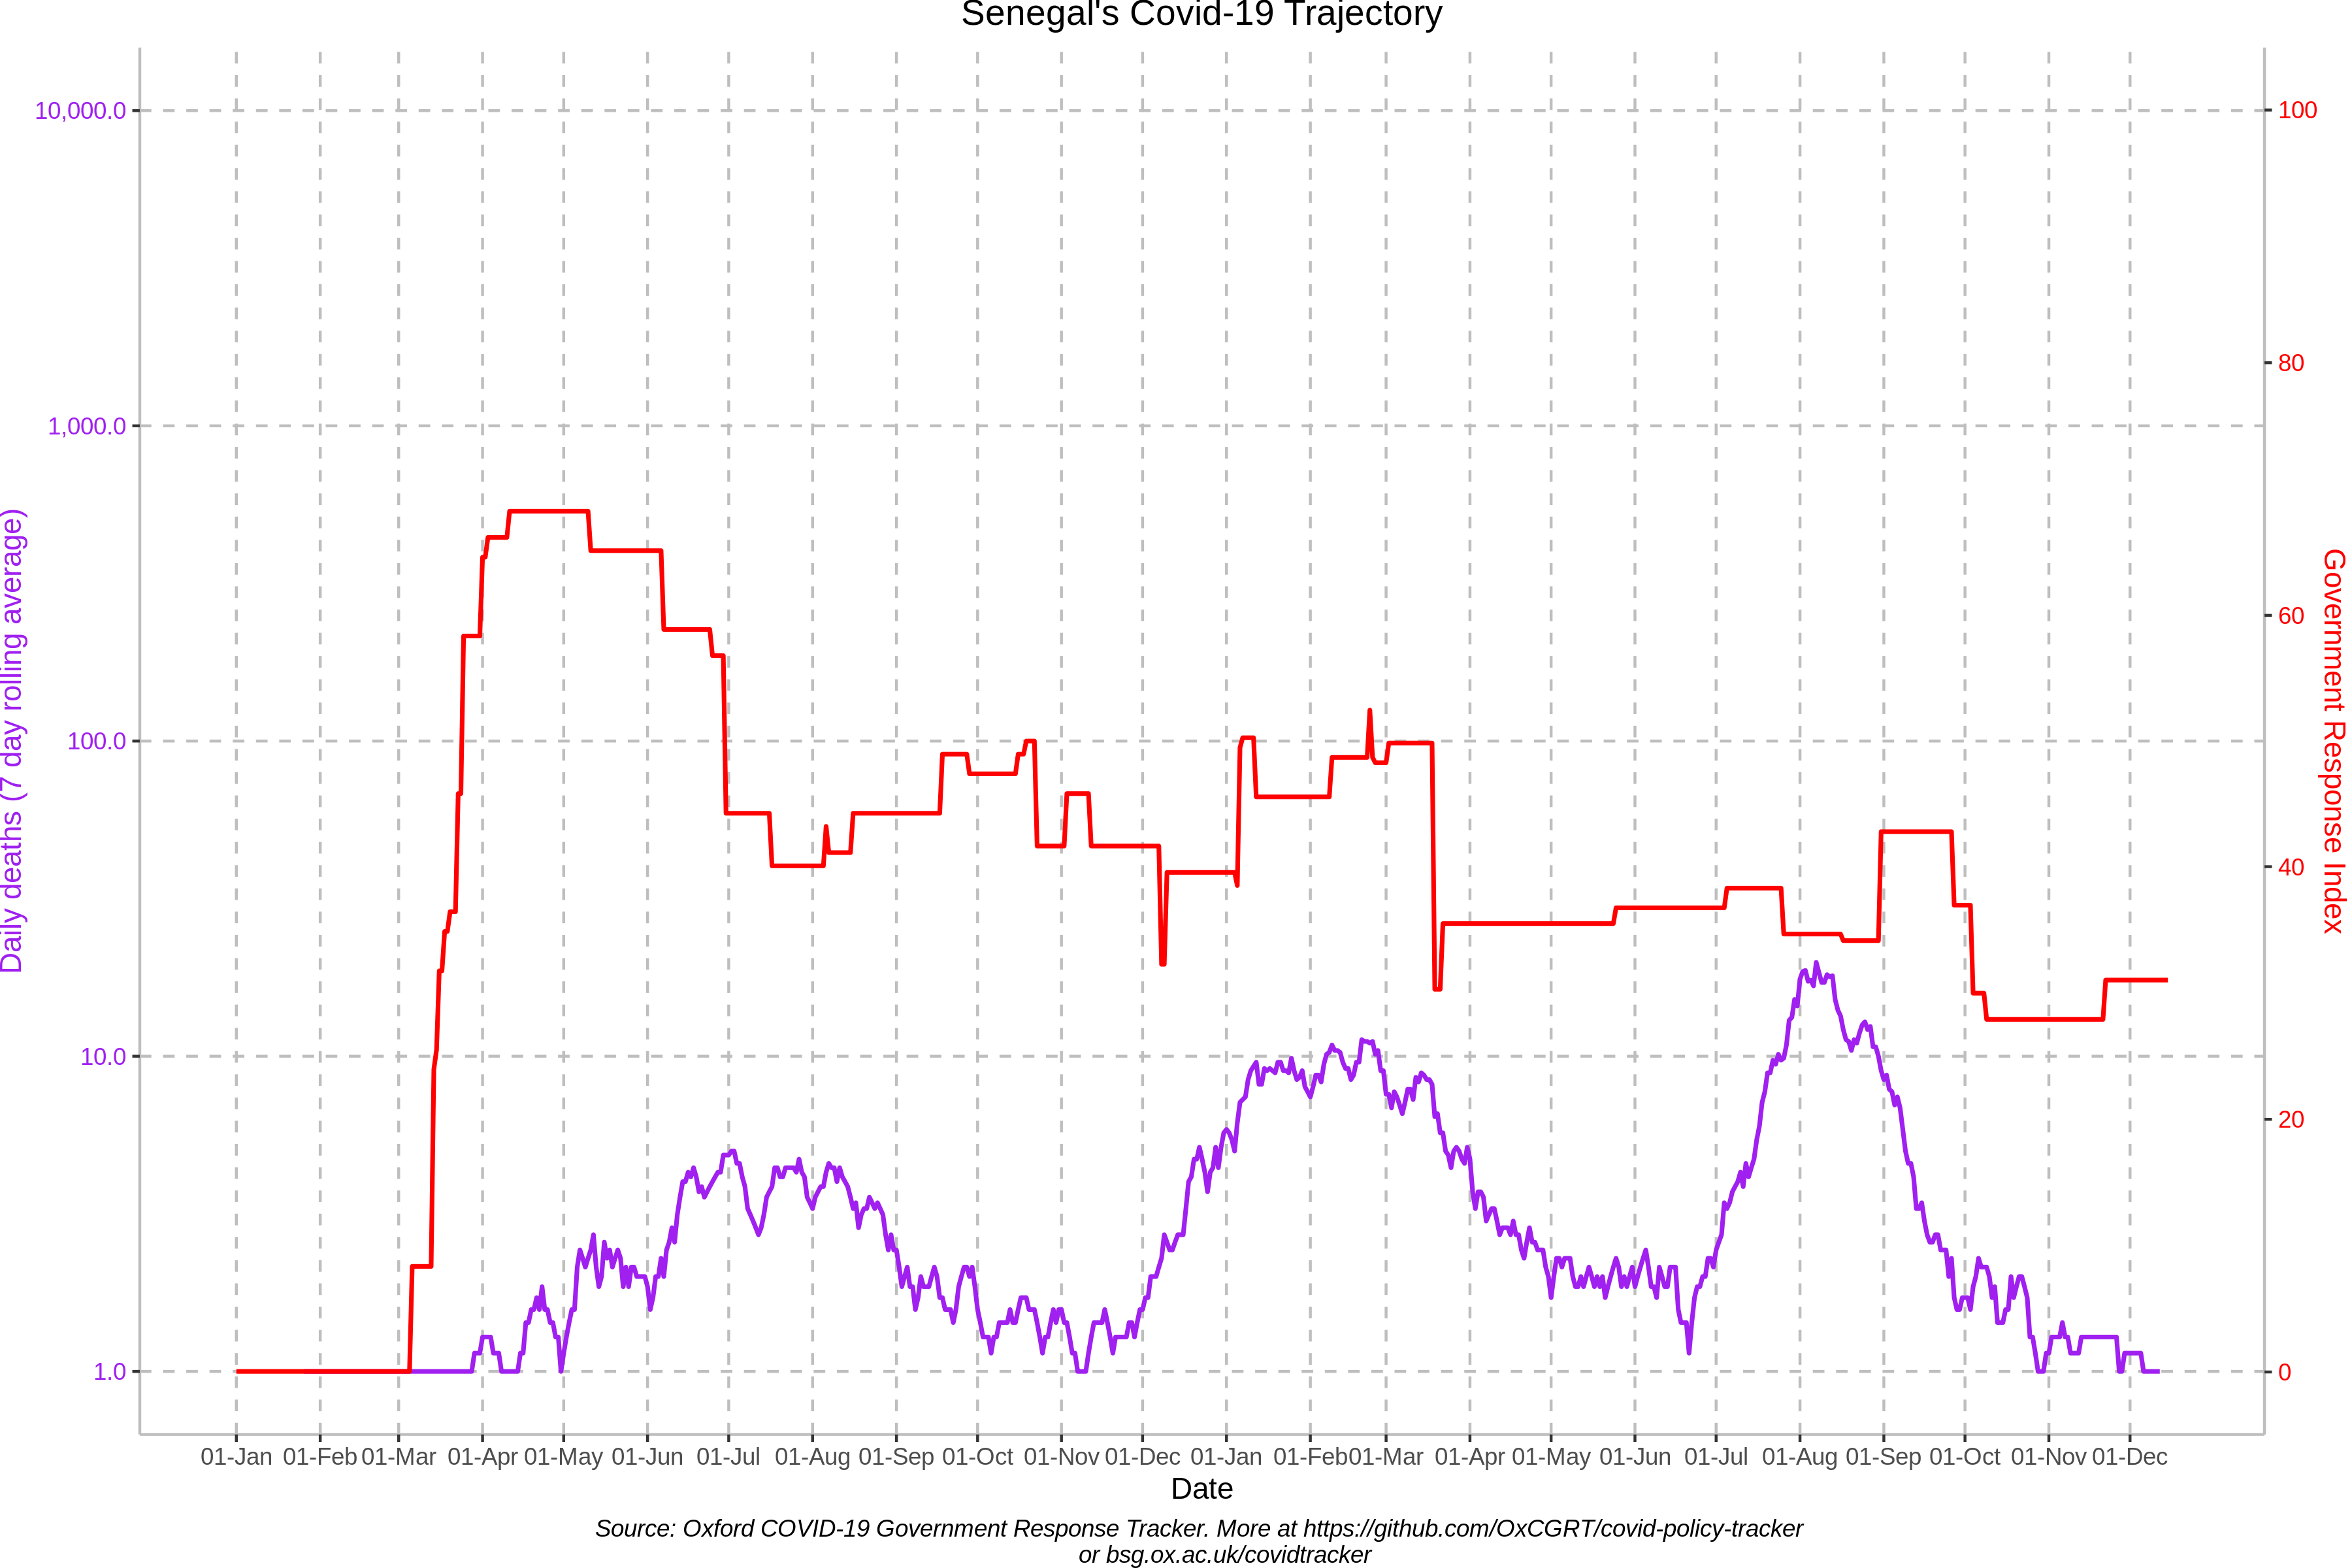 Senegal's Covid-19 Trajectory
10,000.0
1,000.0
100.0
10.0
1.0
Daily deaths (7 day rolling average)
100
80
60
40
20
0
Government Response Index
01-Jan 01-Feb 01-Mar 01-Apr 01-May 01-Jun 01-Jul 01-Aug 01-Sep 01-Oct 01-Nov 01-Dec 01-Jan 01-Feb 01-Mar 01-Apr 01-May 01-Jun 01-Jul 01-Aug 01-Sep 01-Oct 01-Nov 01-Dec
Date
Source: Oxford COVID-19 Government Response Tracker. More at https://github.com/OxCGRT/covid-policy-tracker
or bsg.ox.ac.uk/covidtracker